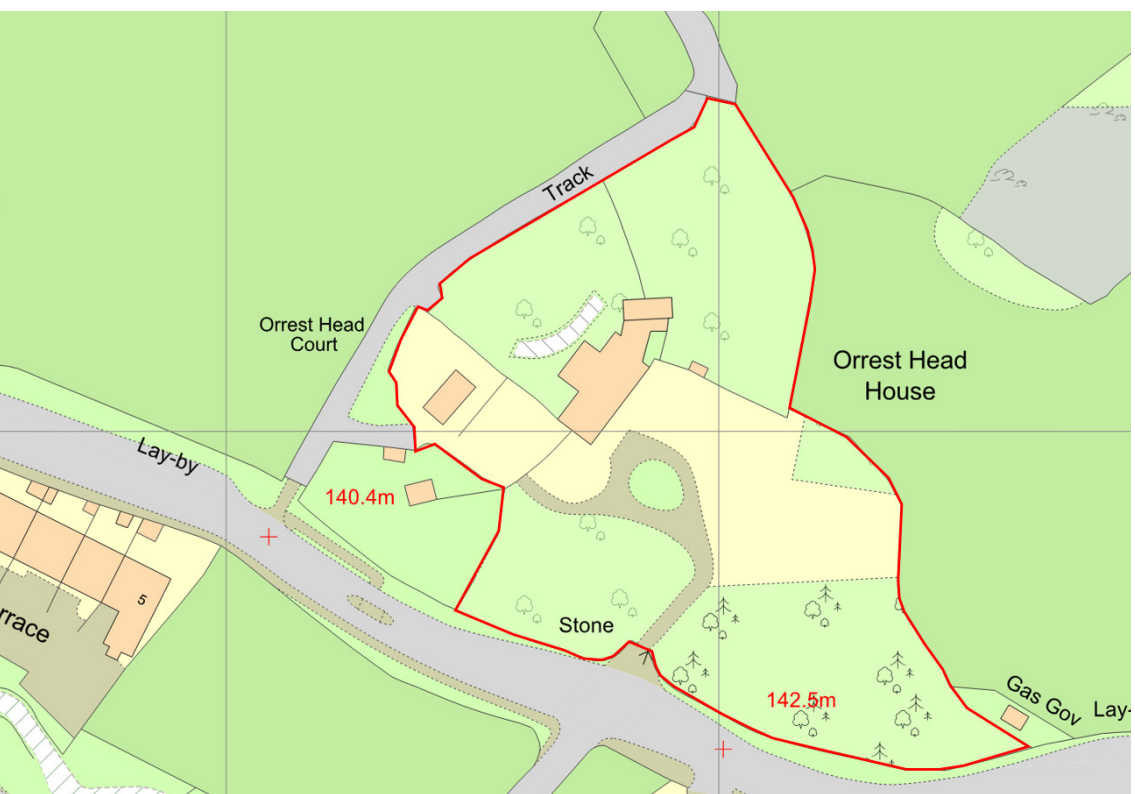 Track
Orrest Head
Court
Orrest Head
House
Lay-by
140.4m
5
rrace
Stone
142.5m
Gas Gov
Lay-